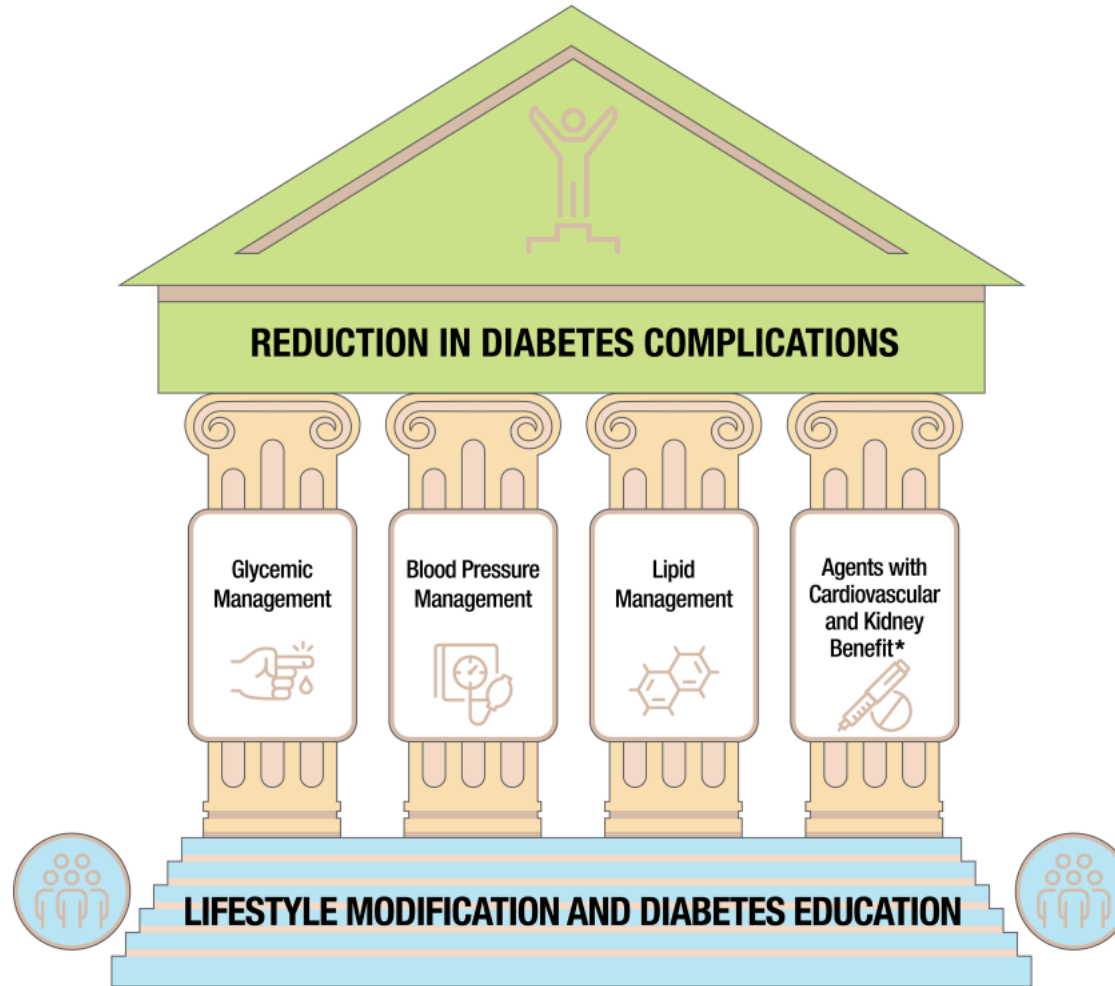 REDUCTION IN DIABETES COMPLICATIONS
Glycemic
Management
Blood Pressure
Management
Lipid
Management
Agents with
Cardiovascular
and Kidney
Benefit*
LIFESTYLE MODIFICATION AND DIABETES EDUCATION